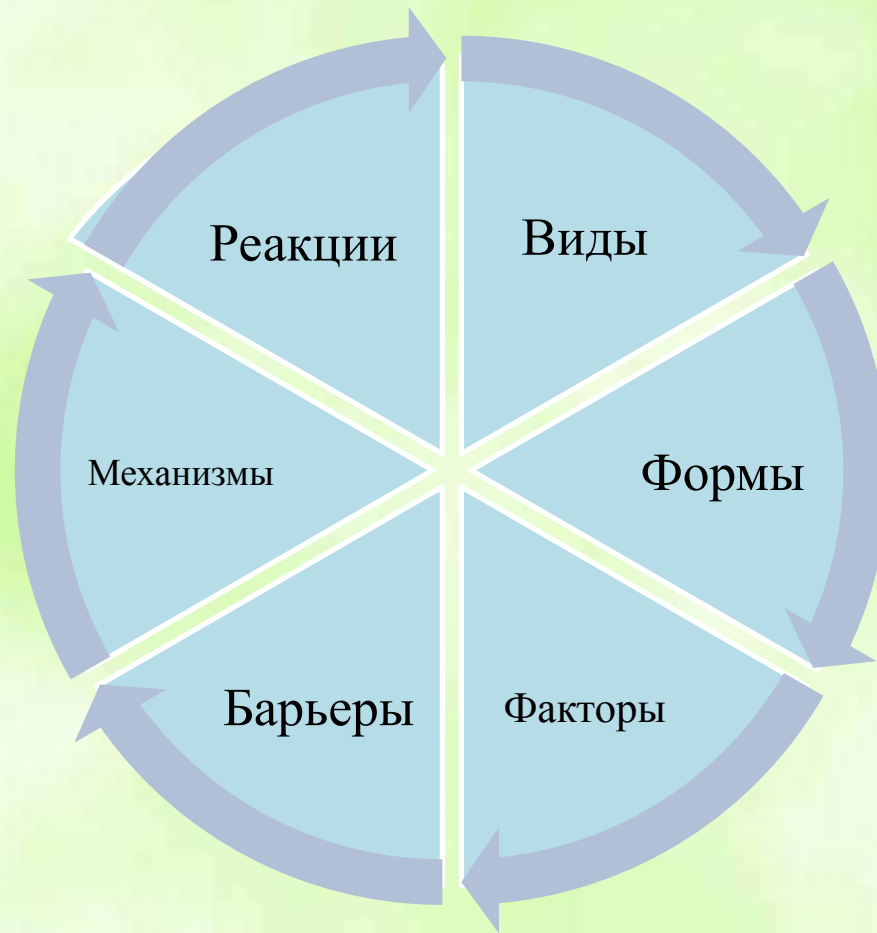 Реакции
Виды
Механизмы
Формы
Барьеры
Факторы